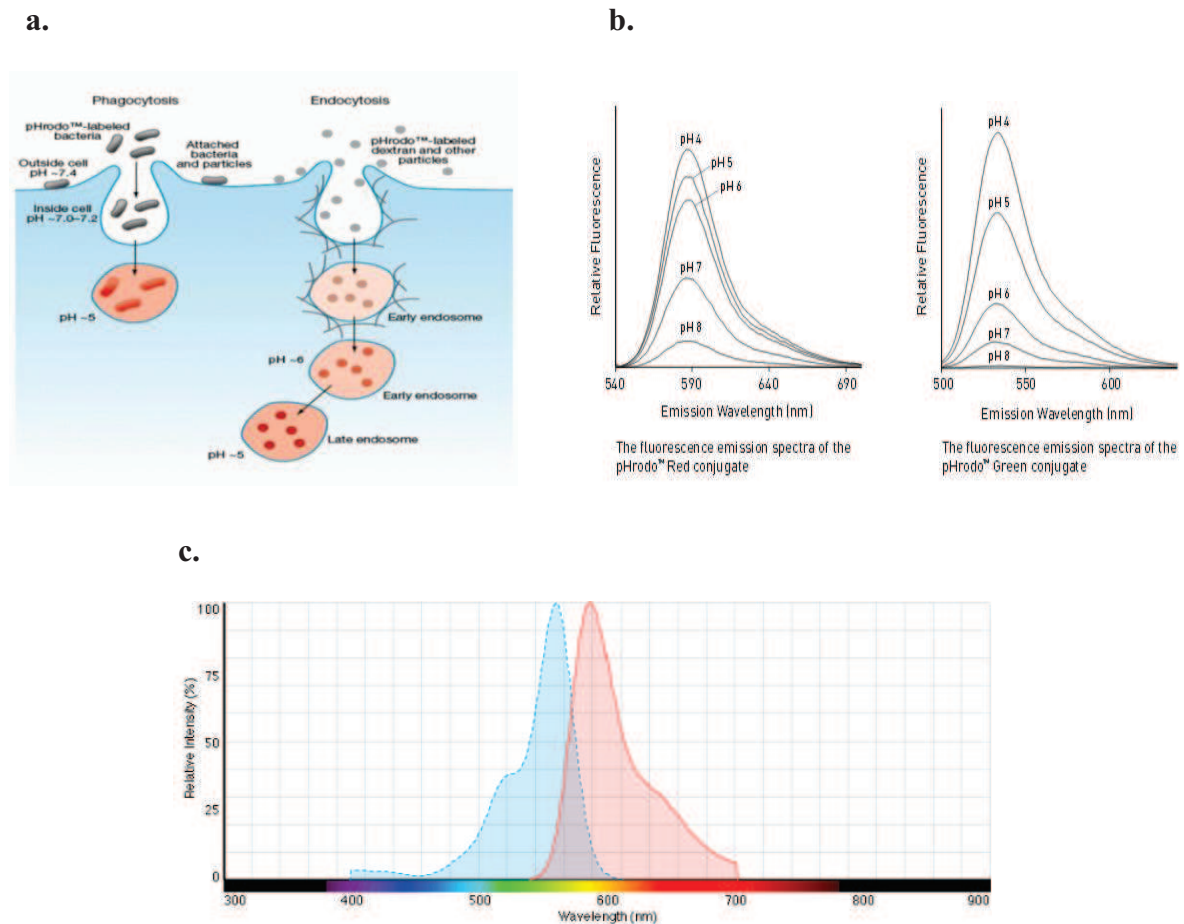 a.
Phagocytosis
Endocytosis
pHrodo™-labeled
bacteria
Attached
bacteria
and particles
pHrodo™-labeled
dextran and other
particles
Outside cell
pH ~7.4
Inside cell
pH ~7.0–7.2
pH ~5
Early endosome
pH ~6
Early endosome
Late endosome
pH ~5
b.
Relative Fluorescence
pH 4
pH 5
pH 6
pH 7
pH 8
540
590
640
690
Emission Wavelength (nm)
The fluorescence emission spectra of the
pHrodo™ Red conjugate
Relative Fluorescence
pH 4
pH 5
pH 6
pH 7
pH 8
500
550
600
Emission Wavelength (nm)
The fluorescence emission spectra of the
pHrodo™ Green conjugate
c.
Relative Intensity (%)
100
75
50
25
0
300
400
500
600
700
800
900
Wavelength (nm)